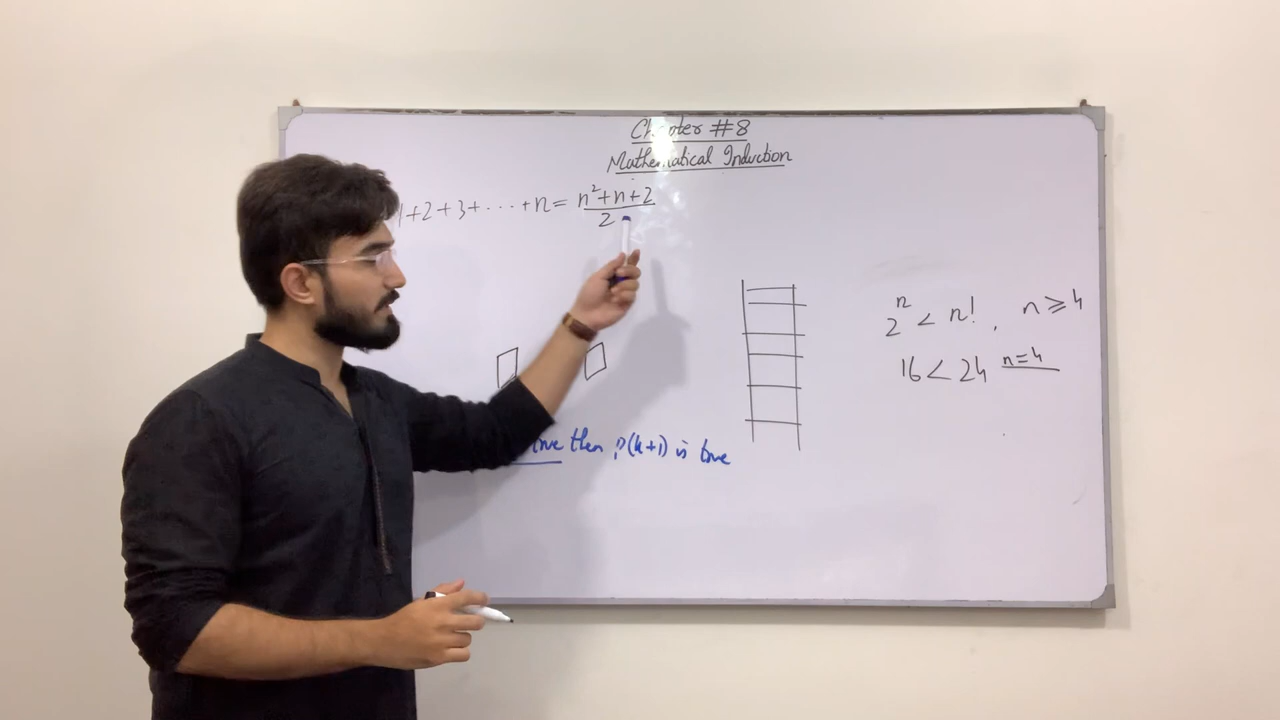 Chapter #8
Mathematical Induction
1+2+3+...+n= n²+n+2
2
2ⁿ < n! , n ≥ 4
16 < 24 n=4
true then P(k+1) is true